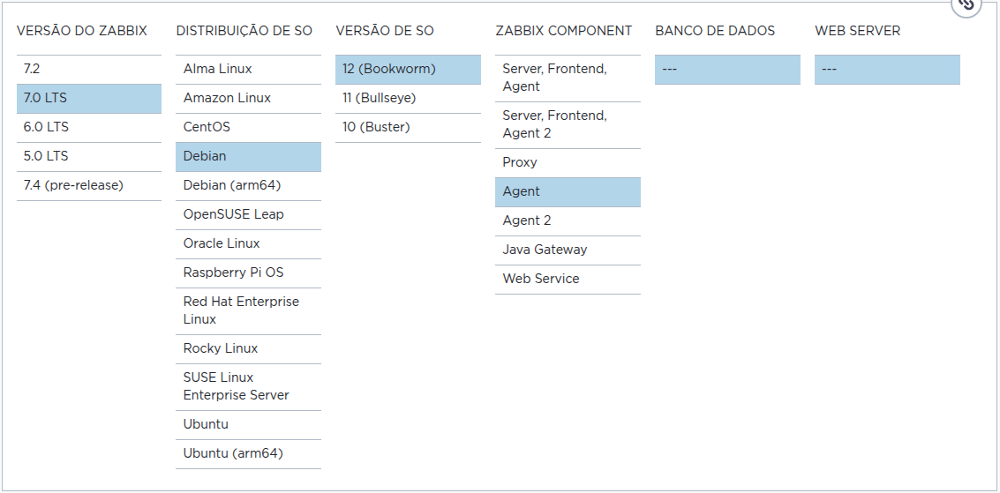 VERSÃO DO ZABBIX
7.2
7.0 LTS
6.0 LTS
5.0 LTS
7.4 (pre-release)
DISTRIBUIÇÃO DE SO
Alma Linux
Amazon Linux
CentOS
Debian
Debian (arm64)
OpenSUSE Leap
Oracle Linux
Raspberry Pi OS
Red Hat Enterprise
Linux
Rocky Linux
SUSE Linux
Enterprise Server
Ubuntu
Ubuntu (arm64)
VERSÃO DE SO
12 (Bookworm)
11 (Bullseye)
10 (Buster)
ZABBIX COMPONENT
Server, Frontend,
Agent
Server, Frontend,
Agent 2
Proxy
Agent
Agent 2
Java Gateway
Web Service
BANCO DE DADOS
---
WEB SERVER
---